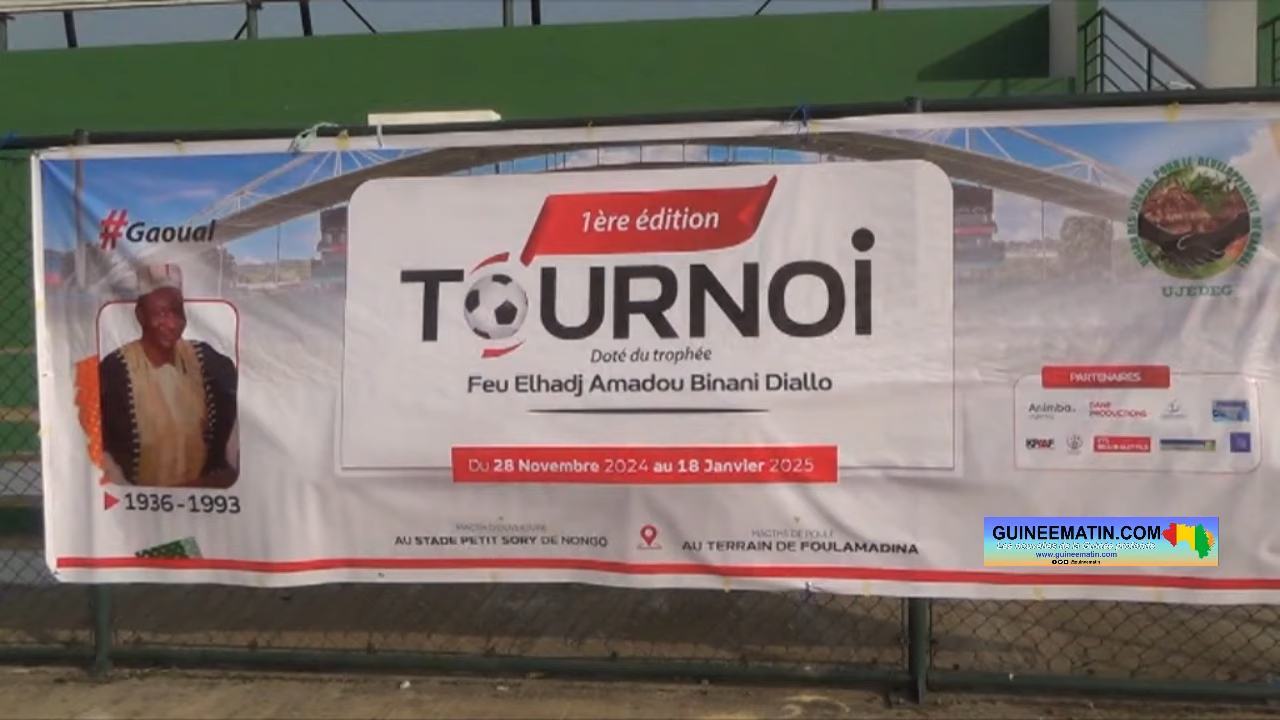 #Gaoual
1936-1993
1ère édition
TOURNOi
Doté du trophée
Feu Elhadj Amadou Binani Diallo
Du 28 Novembre 2024 au 18 Janvier 2025
AU STADE PETIT SORY DE NONGO
AU TERRAIN DE FOULAMADINA
UJEDEG
PARTENAIRES
Animba
PRODUCTIONS
GUINEEMATIN.COM
www.guineematin.com